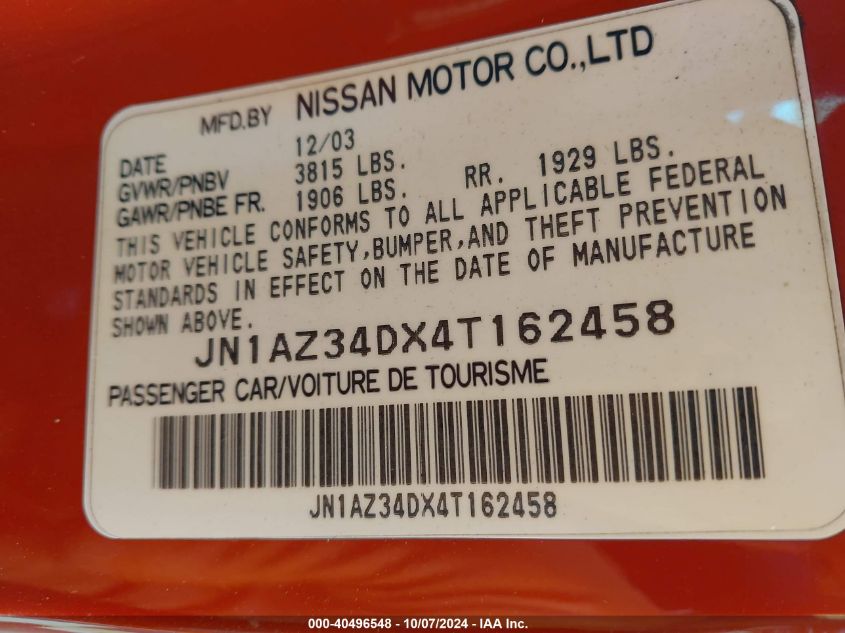 MFD.BY NISSAN MOTOR CO.,LTD
DATE 12/03
GVWR/PNBV 3815 LBS.
GAWR/PNBE FR. 1906 LBS. RR. 1929 LBS.
THIS VEHICLE CONFORMS TO ALL APPLICABLE FEDERAL
MOTOR VEHICLE SAFETY,BUMPER,AND THEFT PREVENTION
STANDARDS IN EFFECT ON THE DATE OF MANUFACTURE
SHOWN ABOVE.
JN1AZ34DX4T162458
PASSENGER CAR/VOITURE DE TOURISME
JN1AZ34DX4T162458
000-40496548 - 10/07/2024 - IAA Inc.